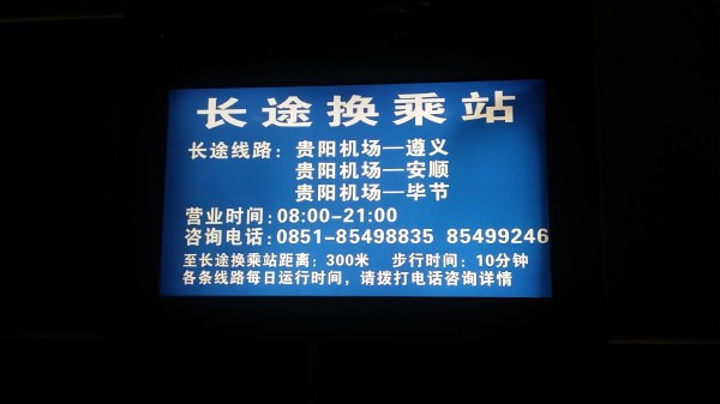 长途换乘站
长途线路：贵阳机场—遵义
贵阳机场—安顺
贵阳机场—毕节
营业时间：08:00-21:00
咨询电话：0851-85498835 85499246
至长途换乘站距离：300米 步行时间：10分钟
各条线路每日运行时间，请拨打电话咨询详情